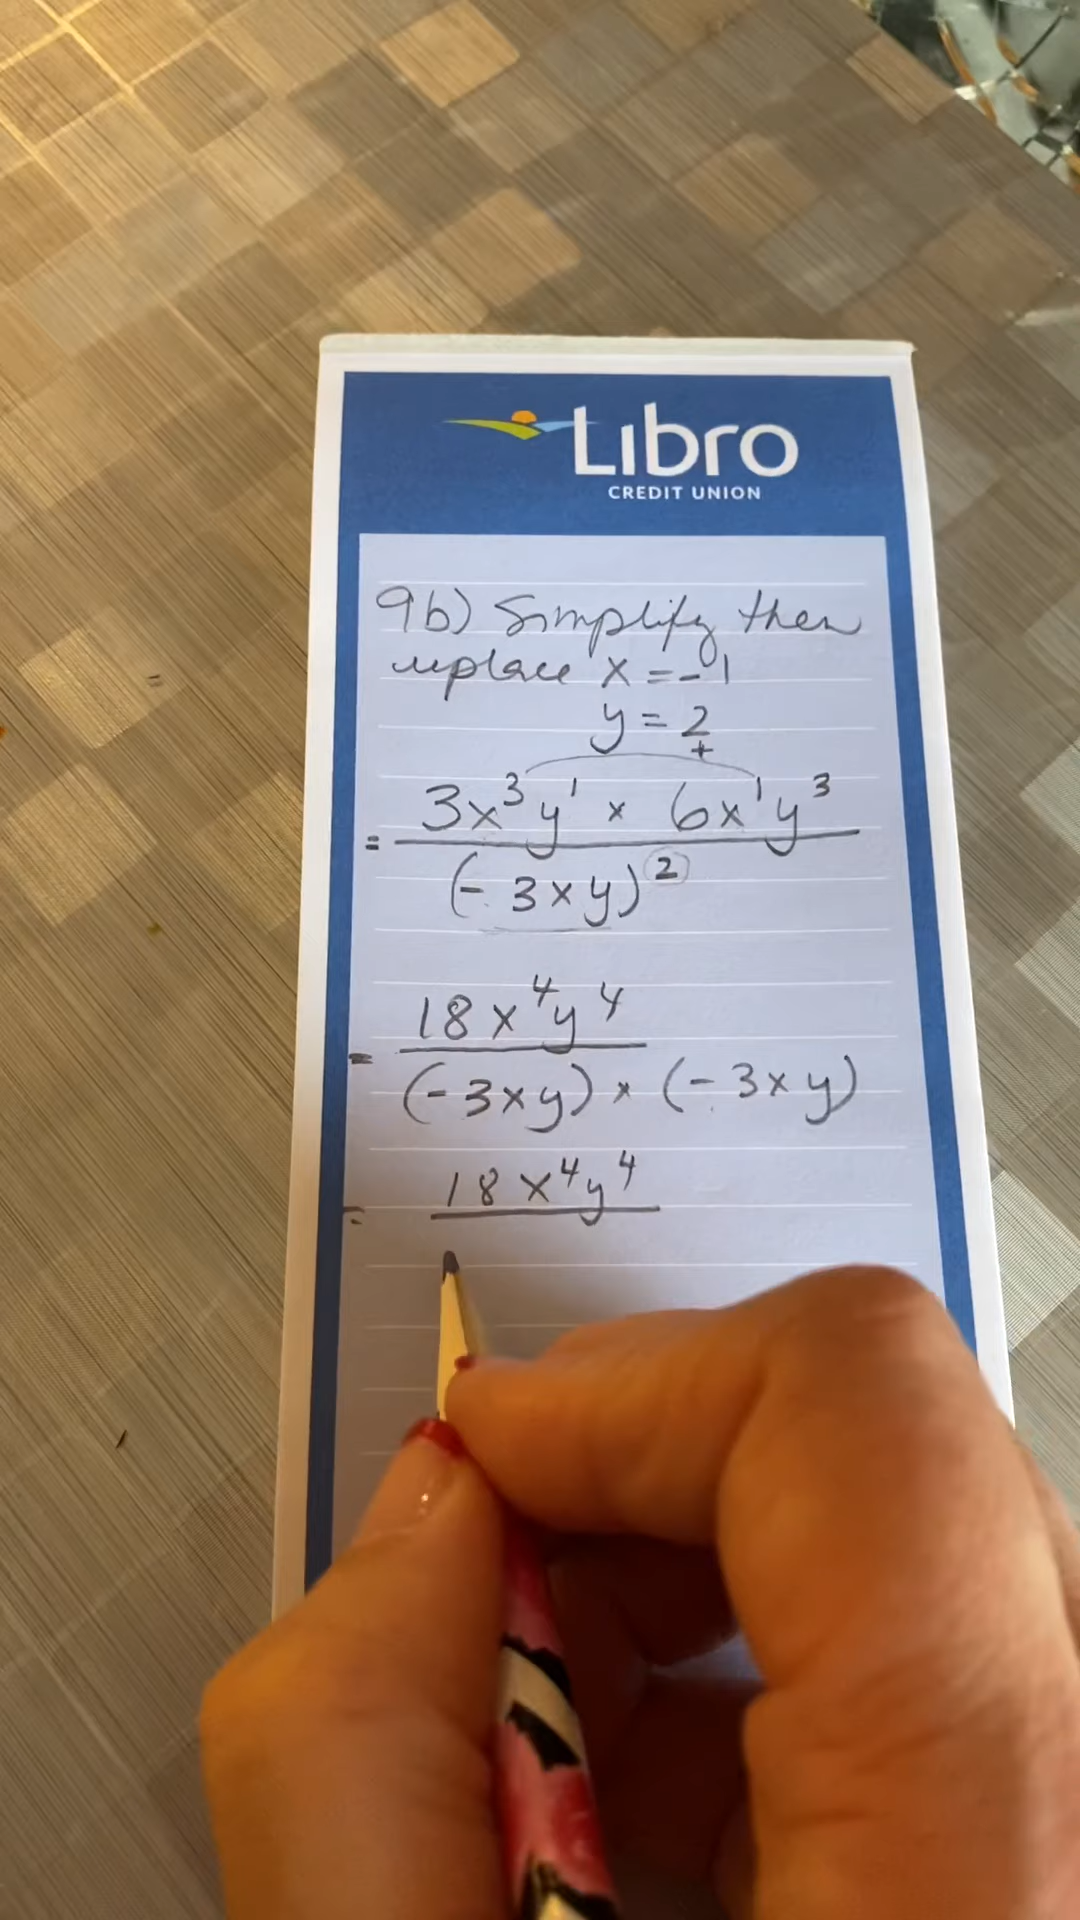 Libro
CREDIT UNION
9b) Simplify then
replace x = -1
y = 2
+
= 3x³y¹ × 6x¹y³
(-3xy)²
= 18x⁴y⁴
(-3xy) × (-3xy)
= 18x⁴y⁴